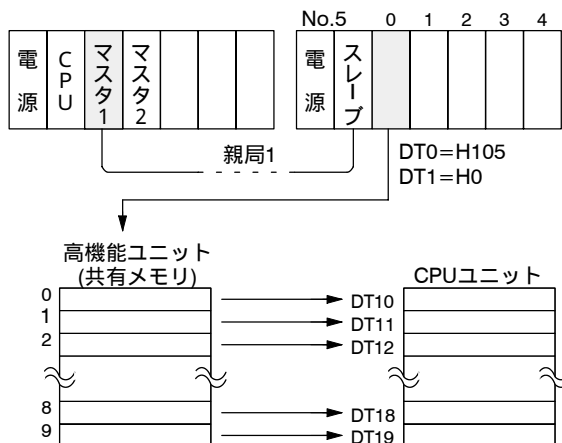 No.5 0 1 2 3 4
電源
CPU
マスタ1
マスタ2
電源
スレーブ
親局1
DT0=H105
DT1=H0
高機能ユニット
(共有メモリ)
CPUユニット
0 DT10
1 DT11
2 DT12
8 DT18
9 DT19